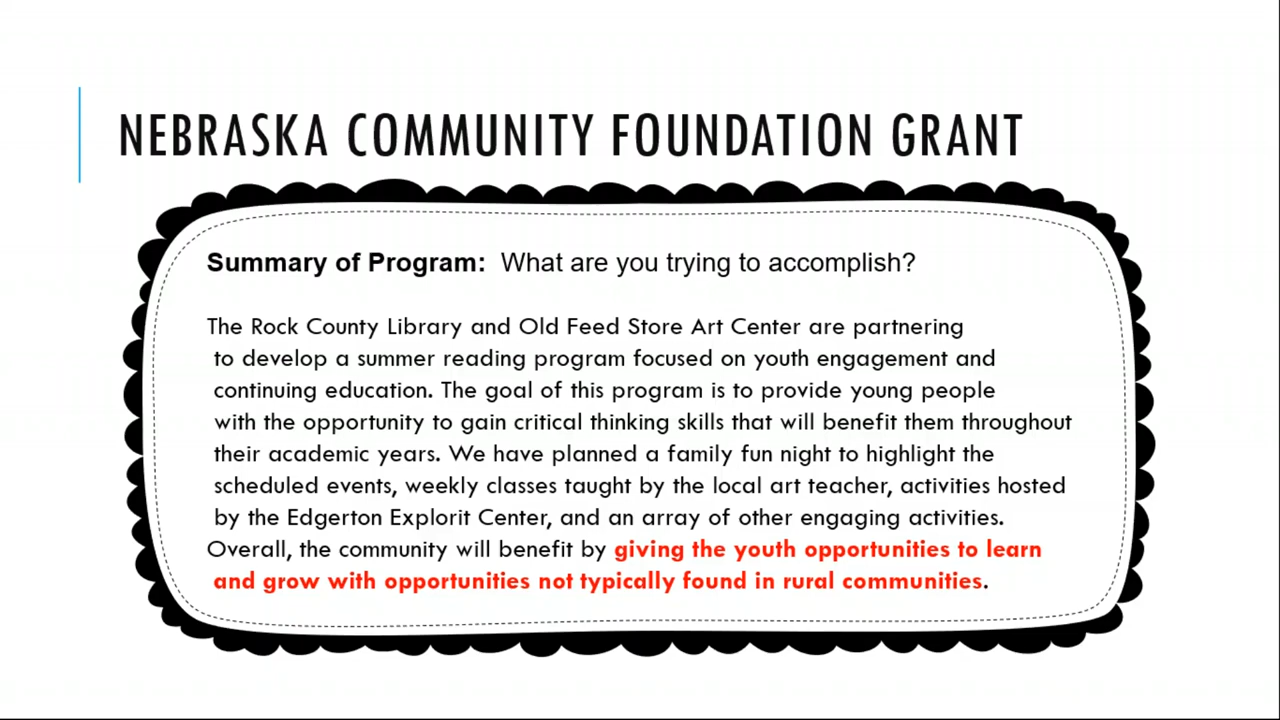 NEBRASKA COMMUNITY FOUNDATION GRANT
Summary of Program: What are you trying to accomplish?
The Rock County Library and Old Feed Store Art Center are partnering
to develop a summer reading program focused on youth engagement and
continuing education. The goal of this program is to provide young people
with the opportunity to gain critical thinking skills that will benefit them throughout
their academic years. We have planned a family fun night to highlight the
scheduled events, weekly classes taught by the local art teacher, activities hosted
by the Edgerton Explorit Center, and an array of other engaging activities.
Overall, the community will benefit by giving the youth opportunities to learn
and grow with opportunities not typically found in rural communities.